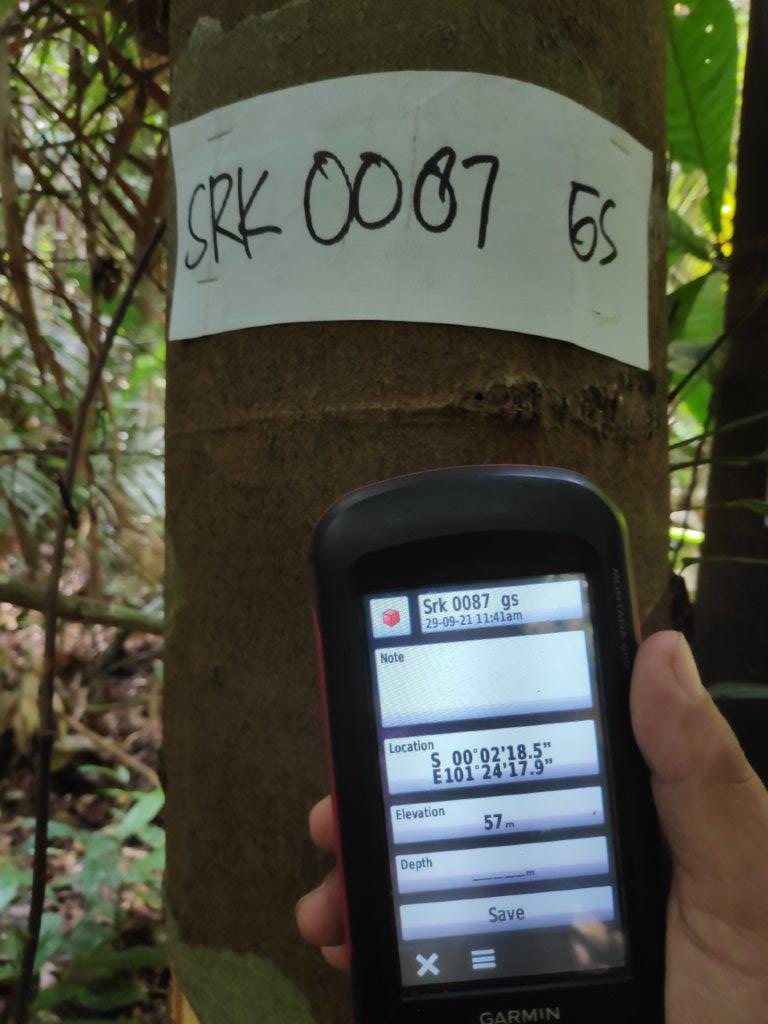 SRK 0087 GS
Srk 0087 gs
29-09-21 11:41am
Note
Location
S 00°02'18.5"
E101°24'17.9"
Elevation
57 m
Depth
_____m
Save
GARMIN
MONTANA 680